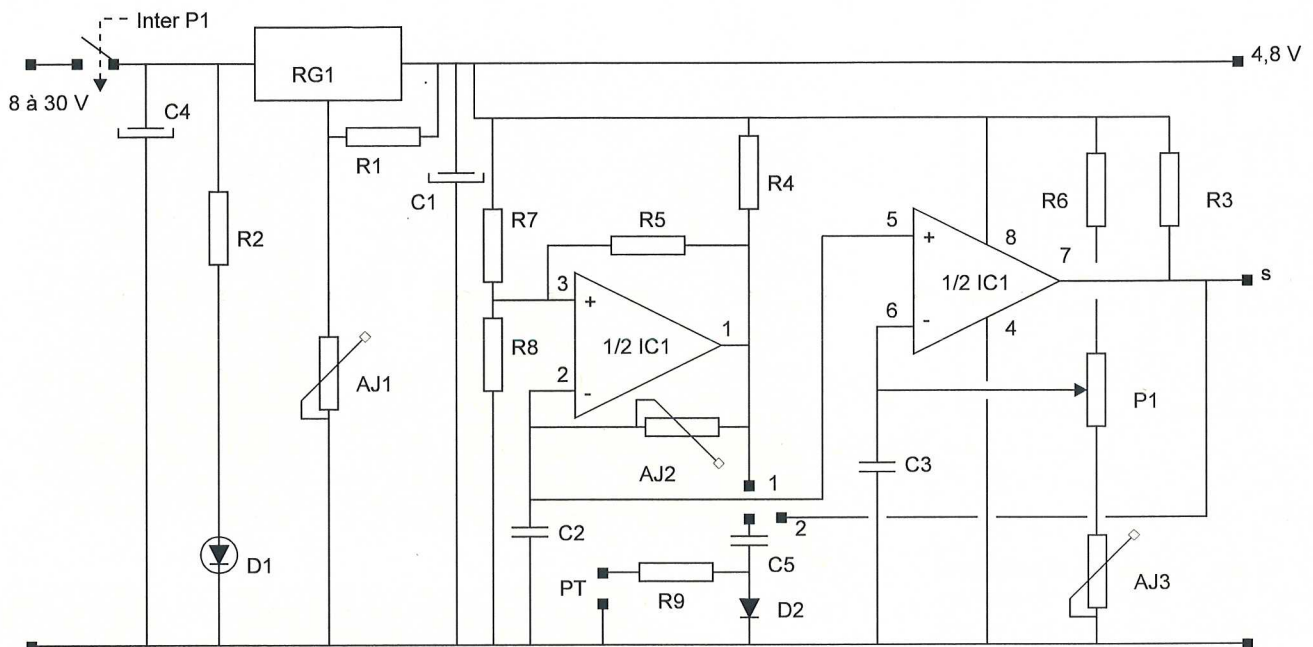 Inter P1
8 à 30 V
C4
RG1
4,8 V
R1
C1
R2
R7
R5
R4
R6
R3
3
+
1/2 IC1
1
2
-
R8
5
+
8
7
1/2 IC1
6
-
4
s
AJ1
AJ2
P1
C3
1
2
C2
C5
D1
PT
R9
D2
AJ3